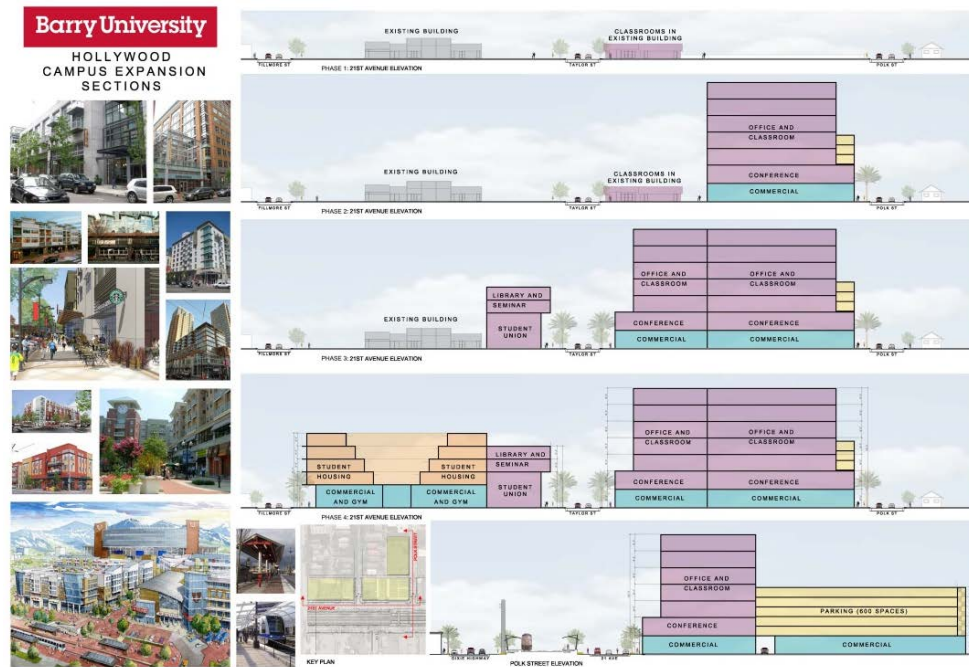 Barry University
HOLLYWOOD
CAMPUS EXPANSION
SECTIONS
EXISTING BUILDING
CLASSROOMS IN
EXISTING BUILDING
TILLMORE ST
TAYLOR ST
POLK ST
PHASE 1: 21ST AVENUE ELEVATION
OFFICE AND
CLASSROOM
EXISTING BUILDING
CLASSROOMS IN
EXISTING BUILDING
CONFERENCE
COMMERCIAL
TILLMORE ST
TAYLOR ST
POLK ST
PHASE 2: 21ST AVENUE ELEVATION
OFFICE AND
CLASSROOM
OFFICE AND
CLASSROOM
LIBRARY AND
SEMINAR
EXISTING BUILDING
STUDENT
UNION
CONFERENCE
CONFERENCE
COMMERCIAL
COMMERCIAL
TILLMORE ST
TAYLOR ST
POLK ST
PHASE 3: 21ST AVENUE ELEVATION
OFFICE AND
CLASSROOM
OFFICE AND
CLASSROOM
LIBRARY AND
SEMINAR
STUDENT
HOUSING
STUDENT
HOUSING
CONFERENCE
CONFERENCE
COMMERCIAL
AND GYM
COMMERCIAL
AND GYM
STUDENT
UNION
COMMERCIAL
COMMERCIAL
TILLMORE ST
TAYLOR ST
POLK ST
PHASE 4: 21ST AVENUE ELEVATION
POLK STREET
21ST AVENUE
KEY PLAN
OFFICE AND
CLASSROOM
PARKING (600 SPACES)
CONFERENCE
COMMERCIAL
COMMERCIAL
DIXIE HIGHWAY
21 AVE
POLK STREET ELEVATION